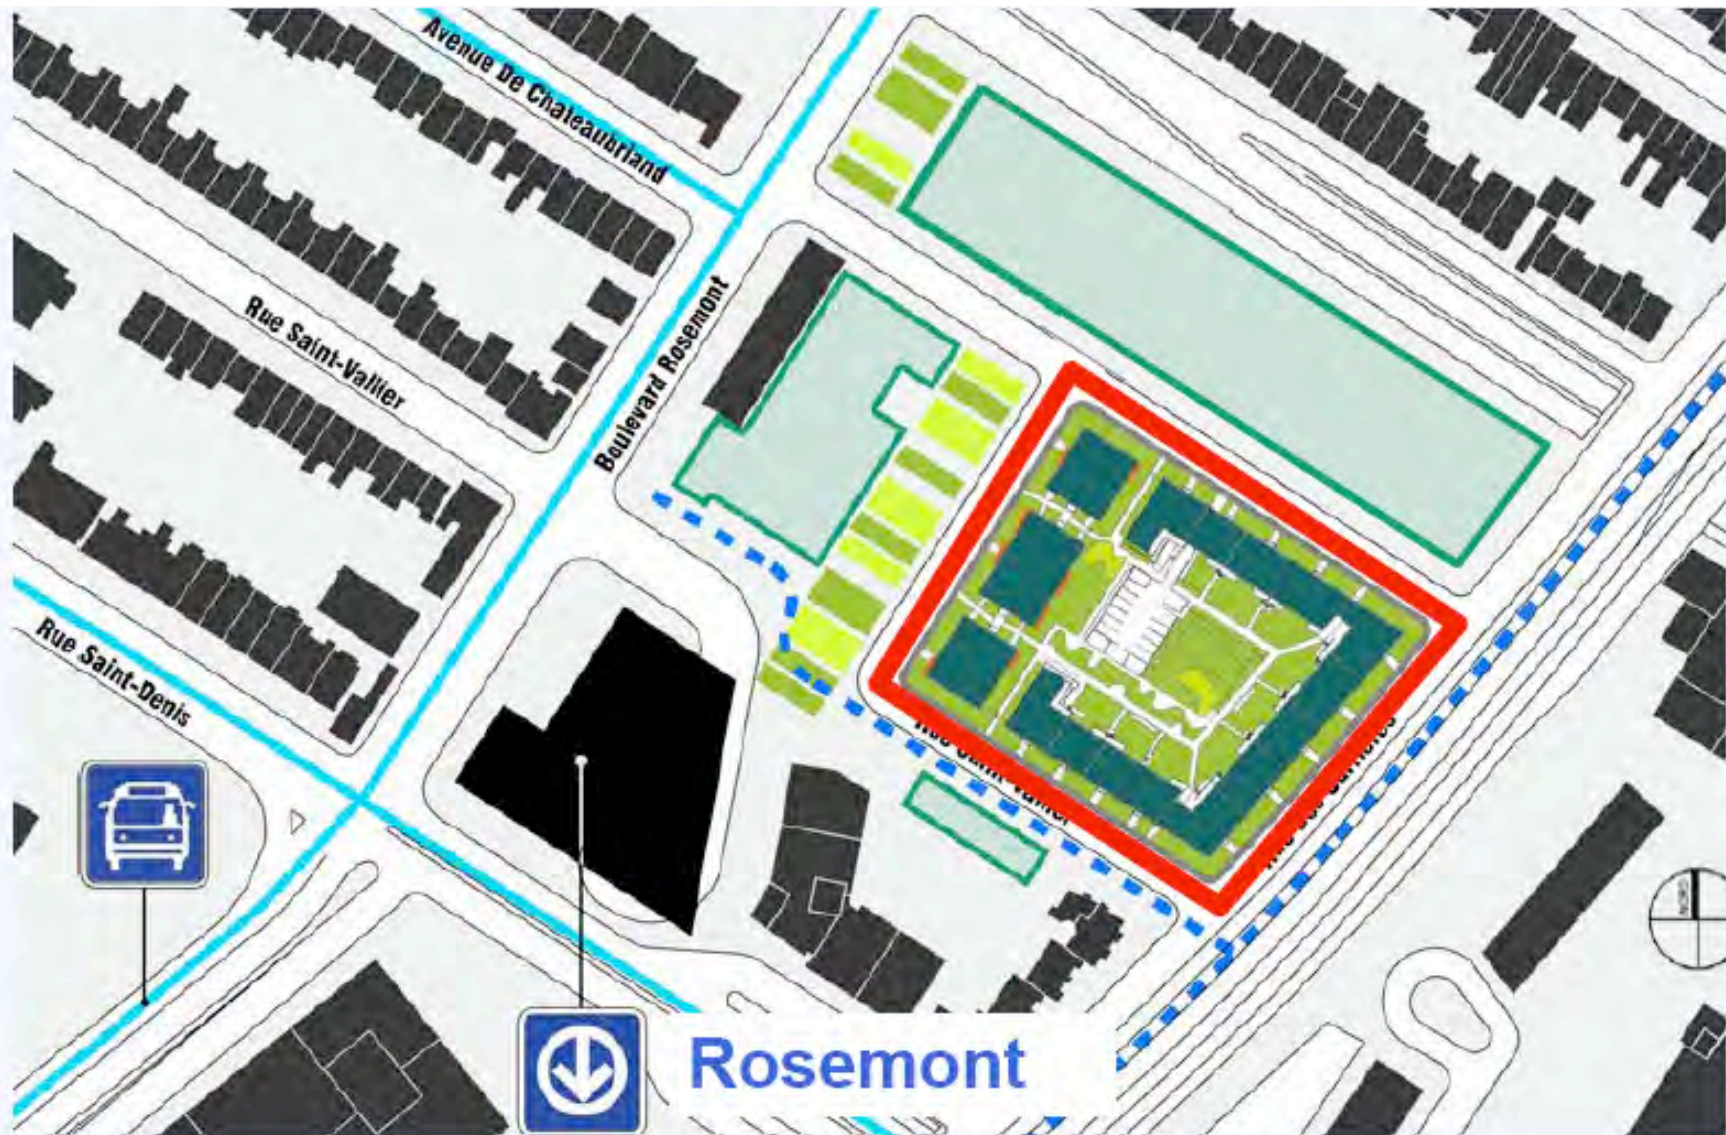 Avenue De Chateaubriand
Rue Saint-Vallier
Boulevard Rosemont
Rue Saint-Denis
Rosemont